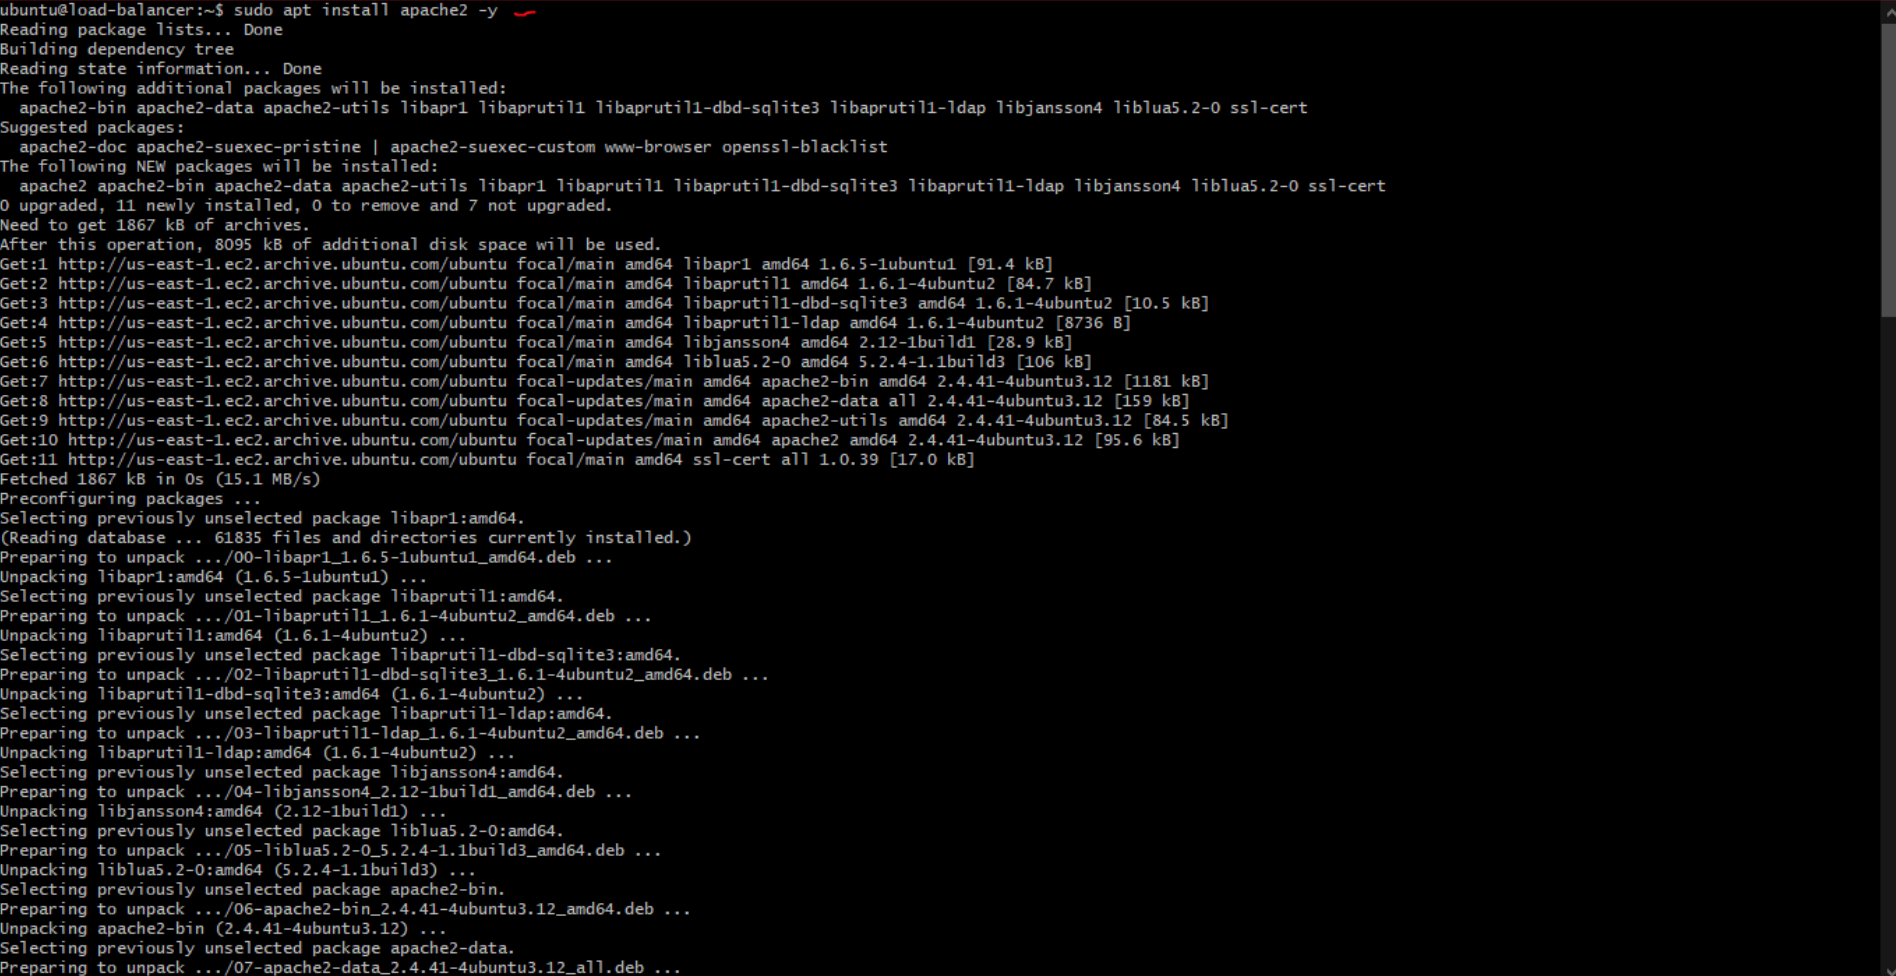 ubuntu@load-balancer:~$ sudo apt install apache2 -y
Reading package lists... Done
Building dependency tree
Reading state information... Done
The following additional packages will be installed:
  apache2-bin apache2-data apache2-utils libapr1 libaprutil1 libaprutil1-dbd-sqlite3 libaprutil1-ldap libjansson4 liblua5.2-0 ssl-cert
Suggested packages:
  apache2-doc apache2-suexec-pristine | apache2-suexec-custom www-browser openssl-blacklist
The following NEW packages will be installed:
  apache2 apache2-bin apache2-data apache2-utils libapr1 libaprutil1 libaprutil1-dbd-sqlite3 libaprutil1-ldap libjansson4 liblua5.2-0 ssl-cert
0 upgraded, 11 newly installed, 0 to remove and 7 not upgraded.
Need to get 1867 kB of archives.
After this operation, 8095 kB of additional disk space will be used.
Get:1 http://us-east-1.ec2.archive.ubuntu.com/ubuntu focal/main amd64 libapr1 amd64 1.6.5-1ubuntu1 [91.4 kB]
Get:2 http://us-east-1.ec2.archive.ubuntu.com/ubuntu focal/main amd64 libaprutil1 amd64 1.6.1-4ubuntu2 [84.7 kB]
Get:3 http://us-east-1.ec2.archive.ubuntu.com/ubuntu focal/main amd64 libaprutil1-dbd-sqlite3 amd64 1.6.1-4ubuntu2 [10.5 kB]
Get:4 http://us-east-1.ec2.archive.ubuntu.com/ubuntu focal/main amd64 libaprutil1-ldap amd64 1.6.1-4ubuntu2 [8736 B]
Get:5 http://us-east-1.ec2.archive.ubuntu.com/ubuntu focal/main amd64 libjansson4 amd64 2.12-1build1 [28.9 kB]
Get:6 http://us-east-1.ec2.archive.ubuntu.com/ubuntu focal/main amd64 liblua5.2-0 amd64 5.2.4-1.1build3 [106 kB]
Get:7 http://us-east-1.ec2.archive.ubuntu.com/ubuntu focal-updates/main amd64 apache2-bin amd64 2.4.41-4ubuntu3.12 [1181 kB]
Get:8 http://us-east-1.ec2.archive.ubuntu.com/ubuntu focal-updates/main amd64 apache2-data all 2.4.41-4ubuntu3.12 [159 kB]
Get:9 http://us-east-1.ec2.archive.ubuntu.com/ubuntu focal-updates/main amd64 apache2-utils amd64 2.4.41-4ubuntu3.12 [84.5 kB]
Get:10 http://us-east-1.ec2.archive.ubuntu.com/ubuntu focal-updates/main amd64 apache2 amd64 2.4.41-4ubuntu3.12 [95.6 kB]
Get:11 http://us-east-1.ec2.archive.ubuntu.com/ubuntu focal/main amd64 ssl-cert all 1.0.39 [17.0 kB]
Fetched 1867 kB in 0s (15.1 MB/s)
Preconfiguring packages ...
Selecting previously unselected package libapr1:amd64.
(Reading database ... 61835 files and directories currently installed.)
Preparing to unpack .../00-libapr1_1.6.5-1ubuntu1_amd64.deb ...
Unpacking libapr1:amd64 (1.6.5-1ubuntu1) ...
Selecting previously unselected package libaprutil1:amd64.
Preparing to unpack .../01-libaprutil1_1.6.1-4ubuntu2_amd64.deb ...
Unpacking libaprutil1:amd64 (1.6.1-4ubuntu2) ...
Selecting previously unselected package libaprutil1-dbd-sqlite3:amd64.
Preparing to unpack .../02-libaprutil1-dbd-sqlite3_1.6.1-4ubuntu2_amd64.deb ...
Unpacking libaprutil1-dbd-sqlite3:amd64 (1.6.1-4ubuntu2) ...
Selecting previously unselected package libaprutil1-ldap:amd64.
Preparing to unpack .../03-libaprutil1-ldap_1.6.1-4ubuntu2_amd64.deb ...
Unpacking libaprutil1-ldap:amd64 (1.6.1-4ubuntu2) ...
Selecting previously unselected package libjansson4:amd64.
Preparing to unpack .../04-libjansson4_2.12-1build1_amd64.deb ...
Unpacking libjansson4:amd64 (2.12-1build1) ...
Selecting previously unselected package liblua5.2-0:amd64.
Preparing to unpack .../05-liblua5.2-0_5.2.4-1.1build3_amd64.deb ...
Unpacking liblua5.2-0:amd64 (5.2.4-1.1build3) ...
Selecting previously unselected package apache2-bin.
Preparing to unpack .../06-apache2-bin_2.4.41-4ubuntu3.12_amd64.deb ...
Unpacking apache2-bin (2.4.41-4ubuntu3.12) ...
Selecting previously unselected package apache2-data.
Preparing to unpack .../07-apache2-data_2.4.41-4ubuntu3.12_all.deb ...